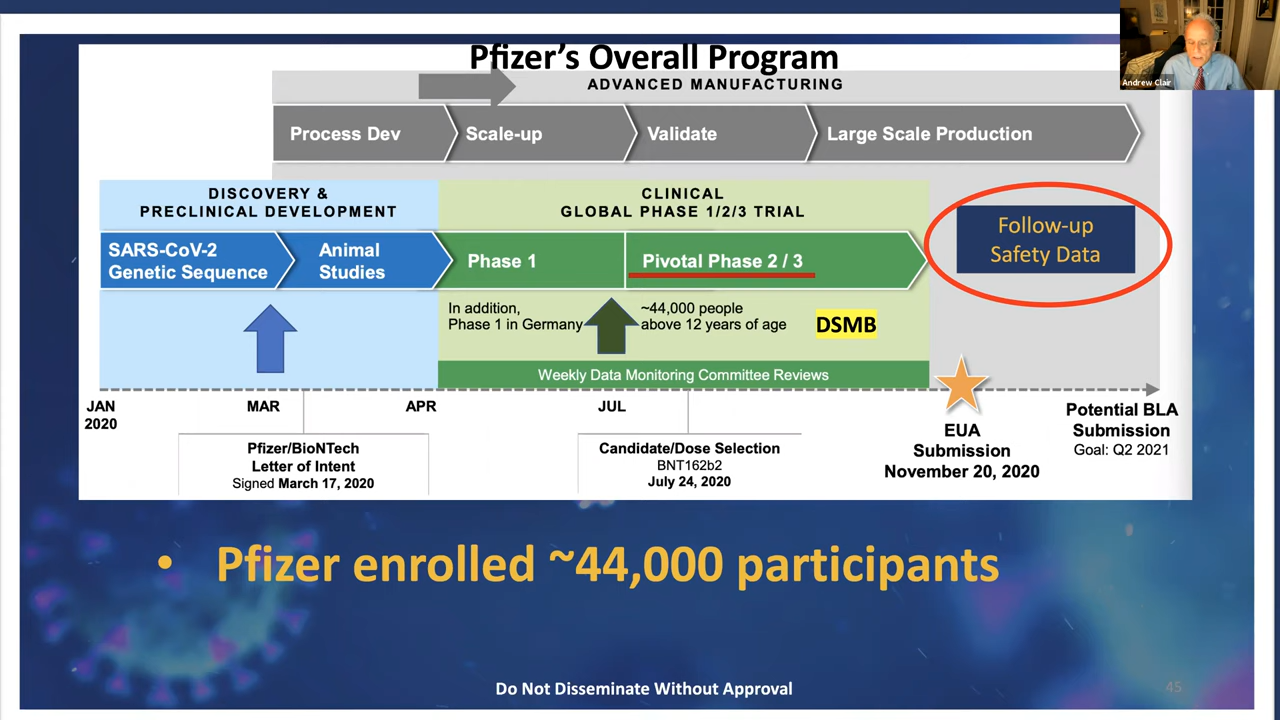 Pfizer's Overall Program
Andrew Clair
ADVANCED MANUFACTURING
Process Dev
Scale-up
Validate
Large Scale Production
DISCOVERY &
PRECLINICAL DEVELOPMENT
CLINICAL
GLOBAL PHASE 1/2/3 TRIAL
Follow-up
Safety Data
SARS-CoV-2
Genetic Sequence
Animal
Studies
Phase 1
Pivotal Phase 2 / 3
In addition,
Phase 1 in Germany
~44,000 people
above 12 years of age
DSMB
Weekly Data Monitoring Committee Reviews
JAN
2020
MAR
APR
JUL
Pfizer/BioNTech
Letter of Intent
Signed March 17, 2020
Candidate/Dose Selection
BNT162b2
July 24, 2020
EUA
Submission
November 20, 2020
Potential BLA
Submission
Goal: Q2 2021
• Pfizer enrolled ~44,000 participants
Do Not Disseminate Without Approval
45